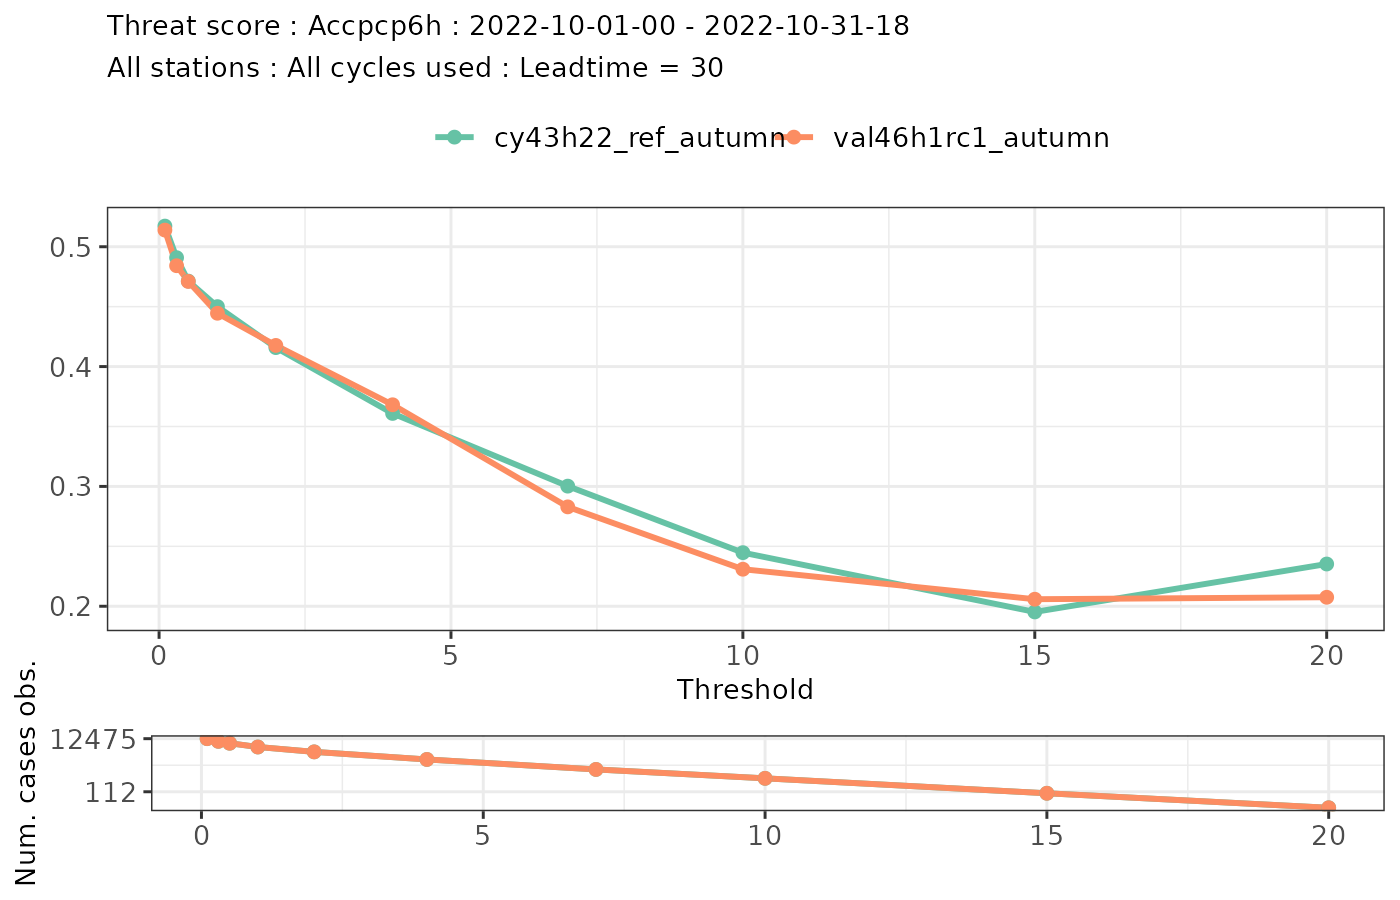 Threat score : Accpcp6h : 2022-10-01-00 - 2022-10-31-18
All stations : All cycles used : Leadtime = 30
cy43h22_ref_autumn val46h1rc1_autumn
0.5
0.4
0.3
0.2
0 5 10 15 20
Threshold
Num. cases obs.
12475
112
0 5 10 15 20